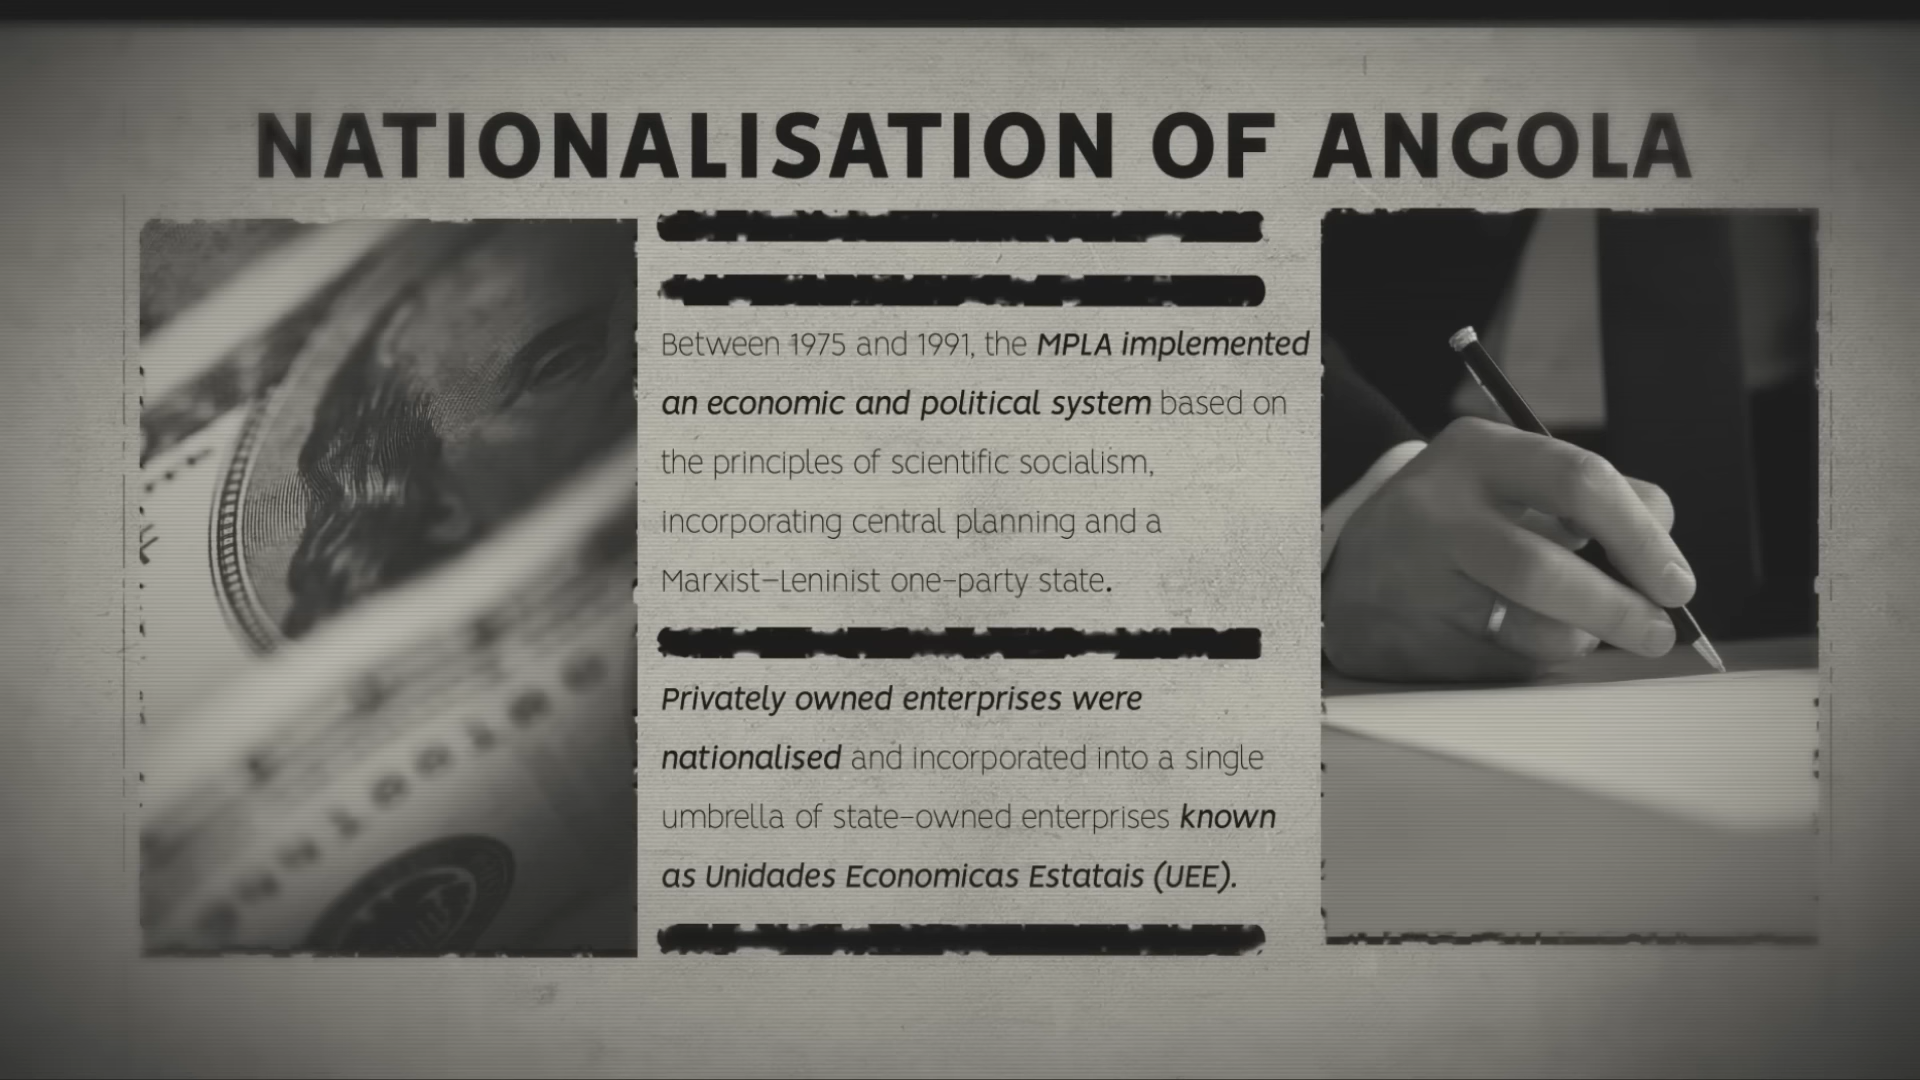 NATIONALISATION OF ANGOLA
Between 1975 and 1991, the MPLA implemented
an economic and political system based on
the principles of scientific socialism,
incorporating central planning and a
Marxist–Leninist one–party state.
Privately owned enterprises were
nationalised and incorporated into a single
umbrella of state–owned enterprises known
as Unidades Economicas Estatais (UEE).